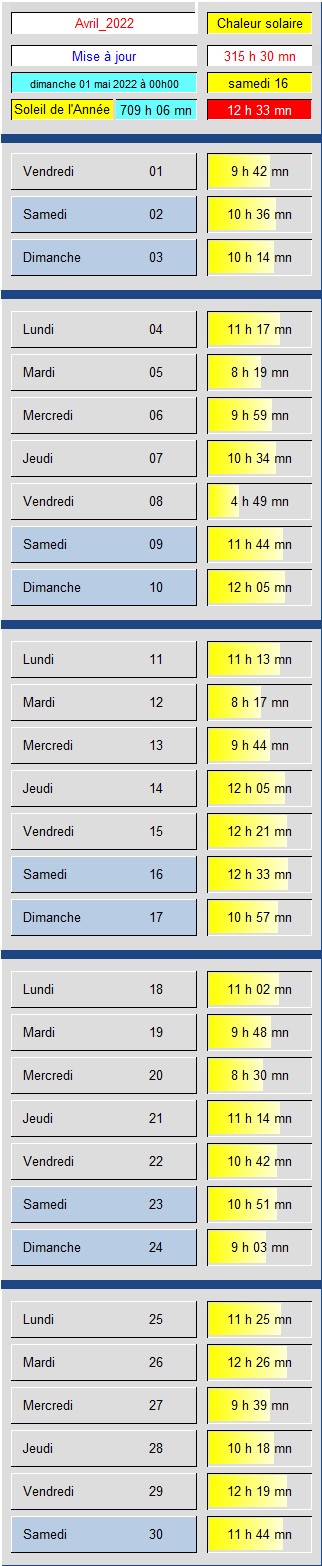 Avril_2022 Chaleur solaire
Mise à jour 315 h 30 mn
dimanche 01 mai 2022 à 00h00 samedi 16
Soleil de l'Année 709 h 06 mn 12 h 33 mn
Vendredi 01 9 h 42 mn
Samedi 02 10 h 36 mn
Dimanche 03 10 h 14 mn
Lundi 04 11 h 17 mn
Mardi 05 8 h 19 mn
Mercredi 06 9 h 59 mn
Jeudi 07 10 h 34 mn
Vendredi 08 4 h 49 mn
Samedi 09 11 h 44 mn
Dimanche 10 12 h 05 mn
Lundi 11 11 h 13 mn
Mardi 12 8 h 17 mn
Mercredi 13 9 h 44 mn
Jeudi 14 12 h 05 mn
Vendredi 15 12 h 21 mn
Samedi 16 12 h 33 mn
Dimanche 17 10 h 57 mn
Lundi 18 11 h 02 mn
Mardi 19 9 h 48 mn
Mercredi 20 8 h 30 mn
Jeudi 21 11 h 14 mn
Vendredi 22 10 h 42 mn
Samedi 23 10 h 51 mn
Dimanche 24 9 h 03 mn
Lundi 25 11 h 25 mn
Mardi 26 12 h 26 mn
Mercredi 27 9 h 39 mn
Jeudi 28 10 h 18 mn
Vendredi 29 12 h 19 mn
Samedi 30 11 h 44 mn